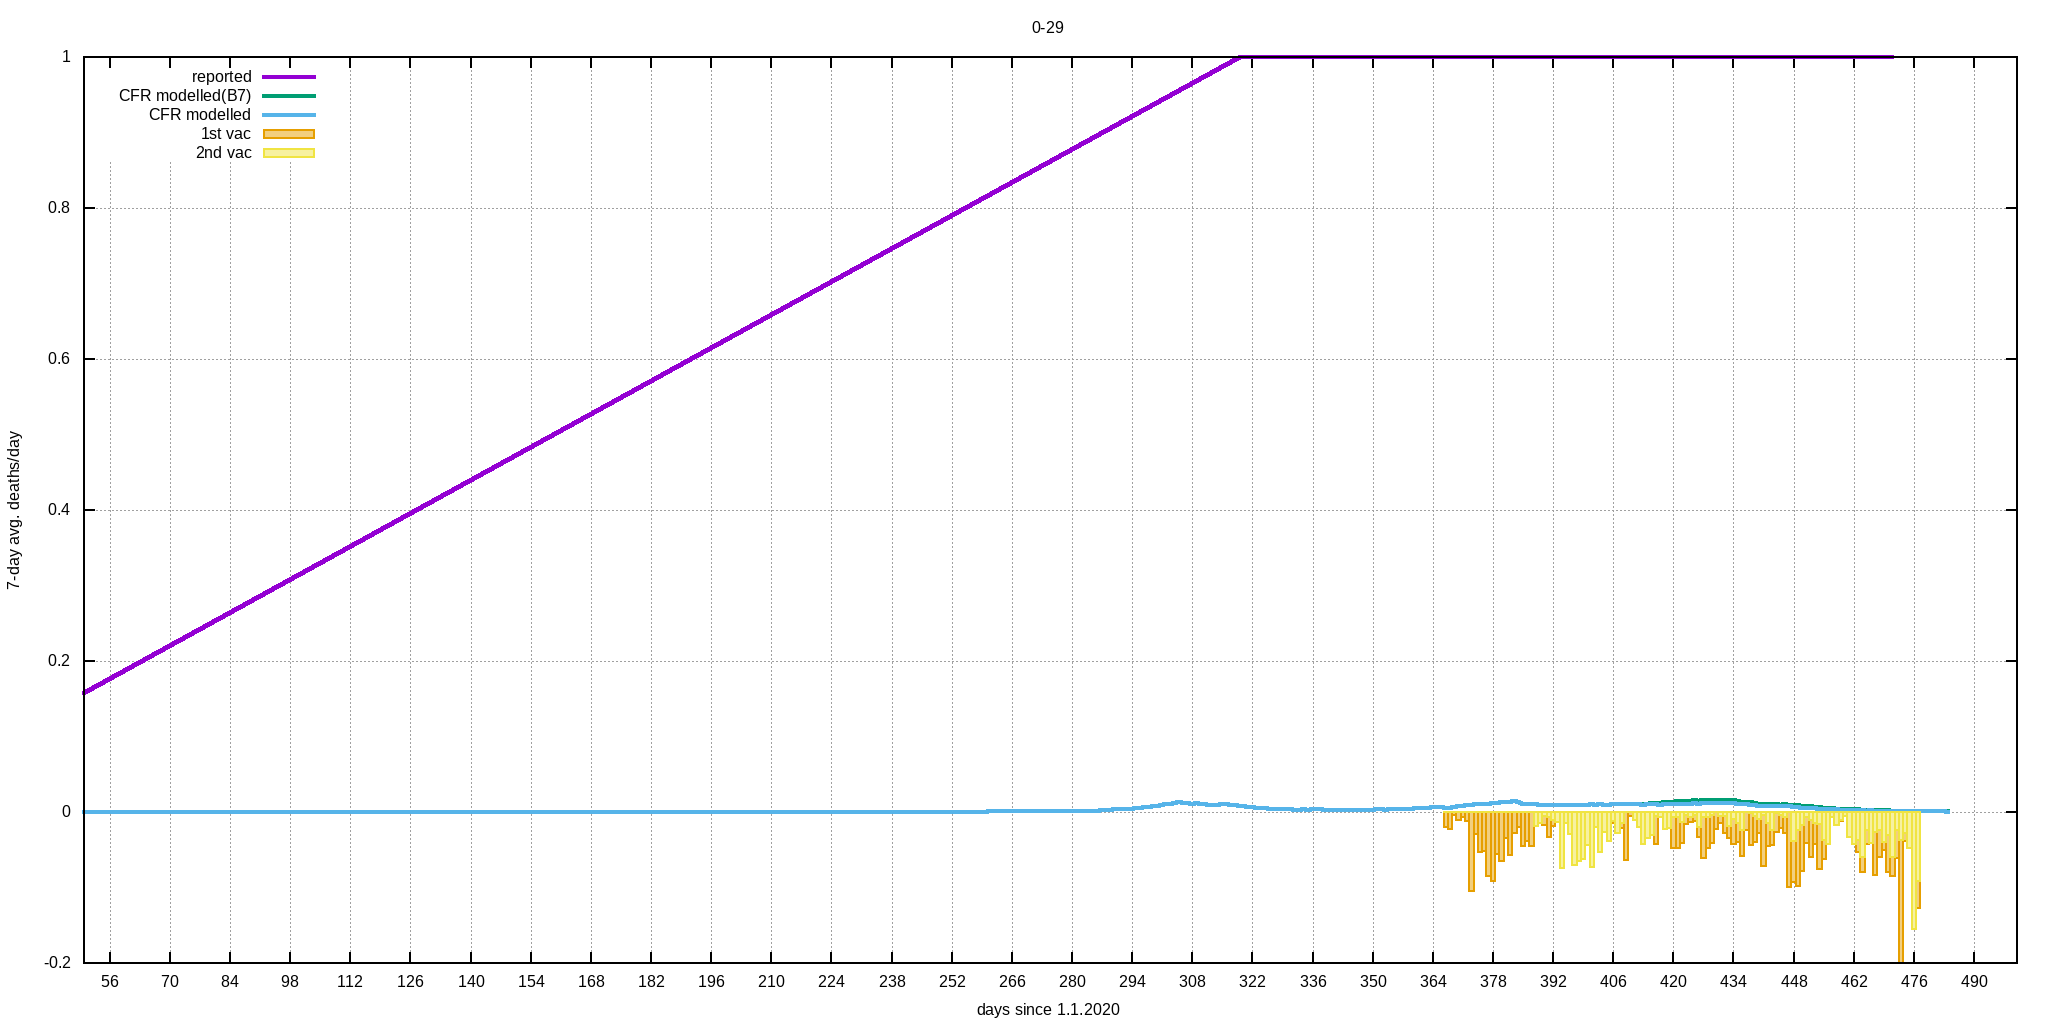 0-29
reported
CFR modelled(B7)
CFR modelled
1st vac
2nd vac
1
0.8
0.6
0.4
0.2
0
-0.2
7-day avg. deaths/day
56 70 84 98 112 126 140 154 168 182 196 210 224 238 252 266 280 294 308 322 336 350 364 378 392 406 420 434 448 462 476 490
days since 1.1.2020